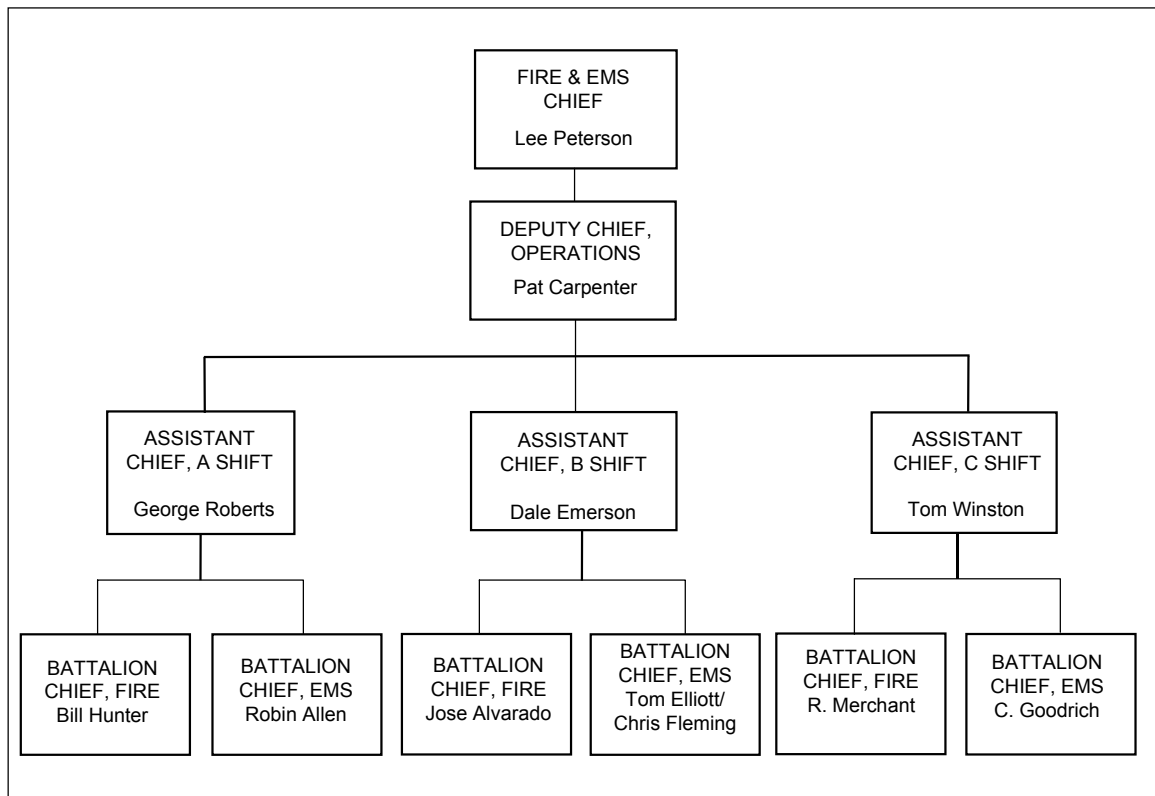 FIRE & EMS
CHIEF
Lee Peterson
DEPUTY CHIEF,
OPERATIONS
Pat Carpenter
ASSISTANT
CHIEF, A SHIFT
George Roberts
ASSISTANT
CHIEF, B SHIFT
Dale Emerson
ASSISTANT
CHIEF, C SHIFT
Tom Winston
BATTALION
CHIEF, FIRE
Bill Hunter
BATTALION
CHIEF, EMS
Robin Allen
BATTALION
CHIEF, FIRE
Jose Alvarado
BATTALION
CHIEF, EMS
Tom Elliott/
Chris Fleming
BATTALION
CHIEF, FIRE
R. Merchant
BATTALION
CHIEF, EMS
C. Goodrich